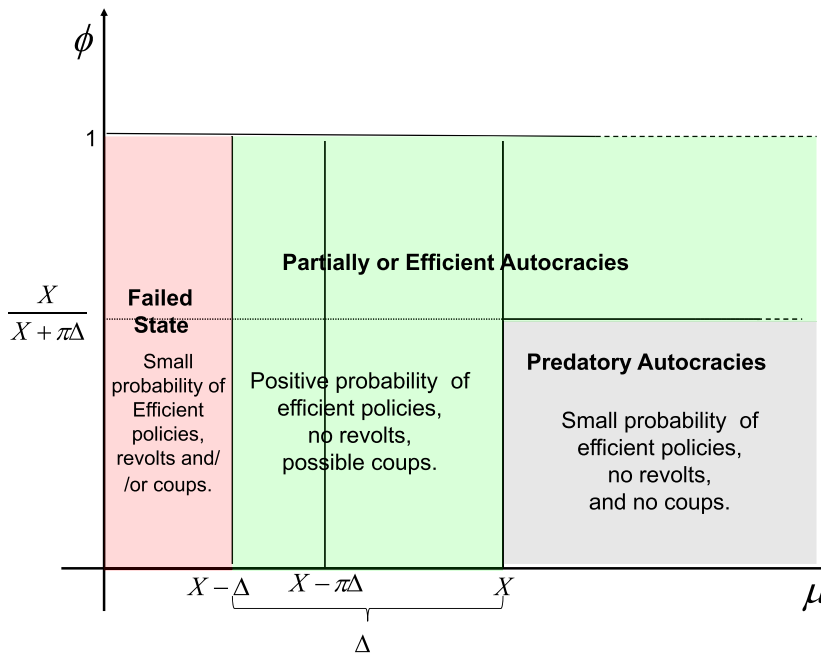 ϕ
1
Partially or Efficient Autocracies
Failed
State
X
X + πΔ
Small
probability of
Efficient
policies,
revolts and/
/or coups.
Positive probability of
efficient policies,
no revolts,
possible coups.
Predatory Autocracies
Small probability of
efficient policies,
no revolts,
and no coups.
X − Δ
X − πΔ
X
μ
Δ